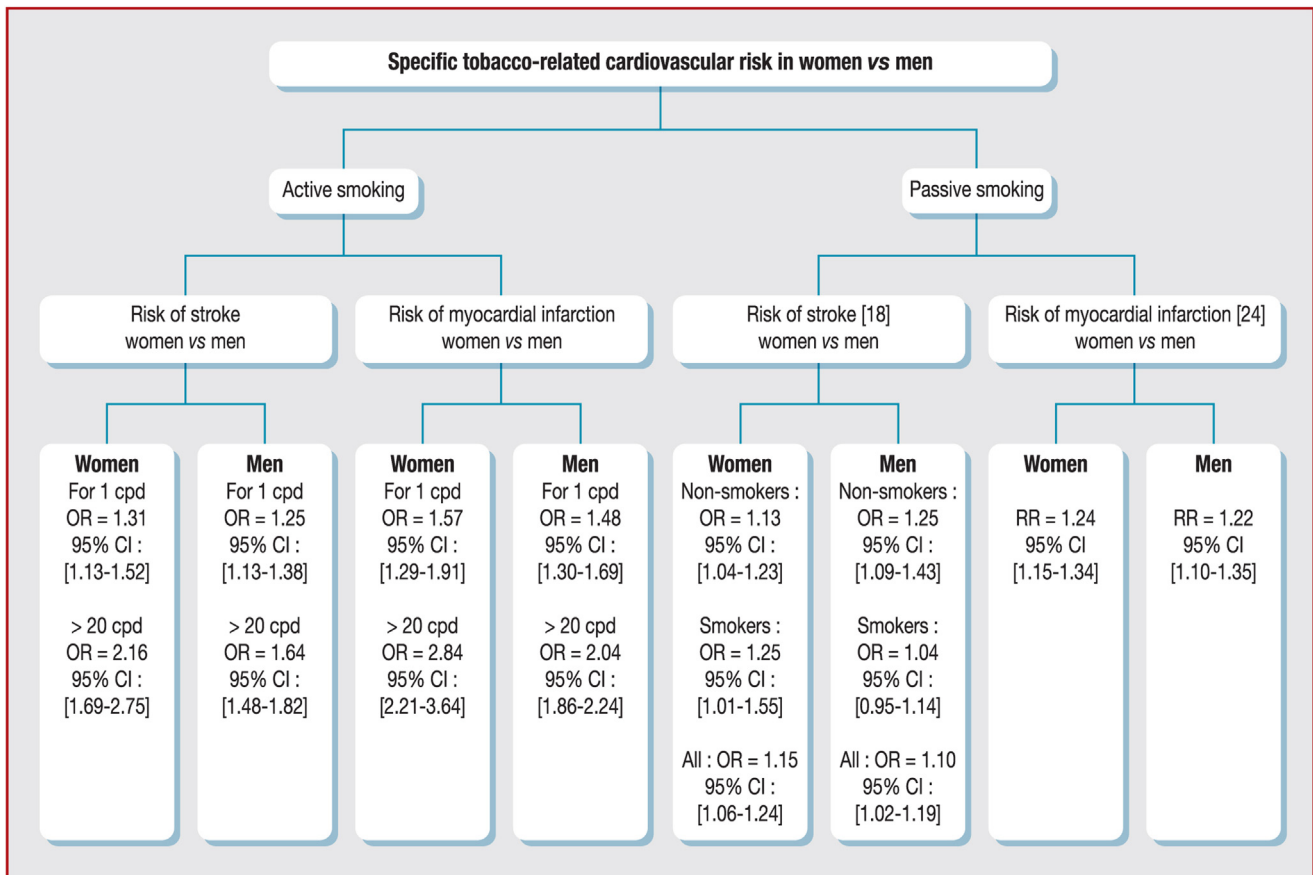 Specific tobacco-related cardiovascular risk in women vs men
Active smoking
Passive smoking
Risk of stroke
women vs men
Risk of myocardial infarction
women vs men
Risk of stroke [18]
women vs men
Risk of myocardial infarction [24]
women vs men
Women
For 1 cpd
OR = 1.31
95% CI :
[1.13-1.52]
> 20 cpd
OR = 2.16
95% CI :
[1.69-2.75]
Men
For 1 cpd
OR = 1.25
95% CI :
[1.13-1.38]
> 20 cpd
OR = 1.64
95% CI :
[1.48-1.82]
Women
For 1 cpd
OR = 1.57
95% CI :
[1.29-1.91]
> 20 cpd
OR = 2.84
95% CI :
[2.21-3.64]
Men
For 1 cpd
OR = 1.48
95% CI :
[1.30-1.69]
> 20 cpd
OR = 2.04
95% CI :
[1.86-2.24]
Women
Non-smokers :
OR = 1.13
95% CI :
[1.04-1.23]
Smokers :
OR = 1.25
95% CI :
[1.01-1.55]
All : OR = 1.15
95% CI :
[1.06-1.24]
Men
Non-smokers :
OR = 1.25
95% CI :
[1.09-1.43]
Smokers :
OR = 1.04
95% CI :
[0.95-1.14]
All : OR = 1.10
95% CI :
[1.02-1.19]
Women
RR = 1.24
95% CI
[1.15-1.34]
Men
RR = 1.22
95% CI
[1.10-1.35]